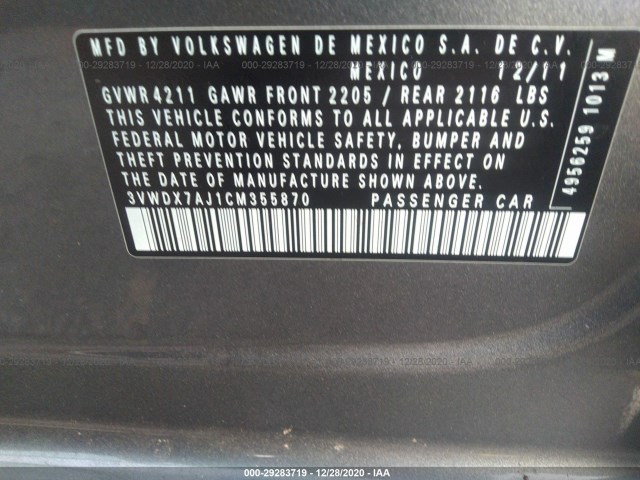 MFD BY VOLKSWAGEN DE MEXICO S.A. DE C.V.
MEXICO 12/11
GVWR 4211 GAWR FRONT 2205 / REAR 2116 LBS
THIS VEHICLE CONFORMS TO ALL APPLICABLE U.S.
FEDERAL MOTOR VEHICLE SAFETY, BUMPER AND
THEFT PREVENTION STANDARDS IN EFFECT ON
THE DATE OF MANUFACTURE SHOWN ABOVE.
3VWDX7AJ1CM355870 PASSENGER CAR
4956259 1013 M
000-29283719 - 12/28/2020 - IAA